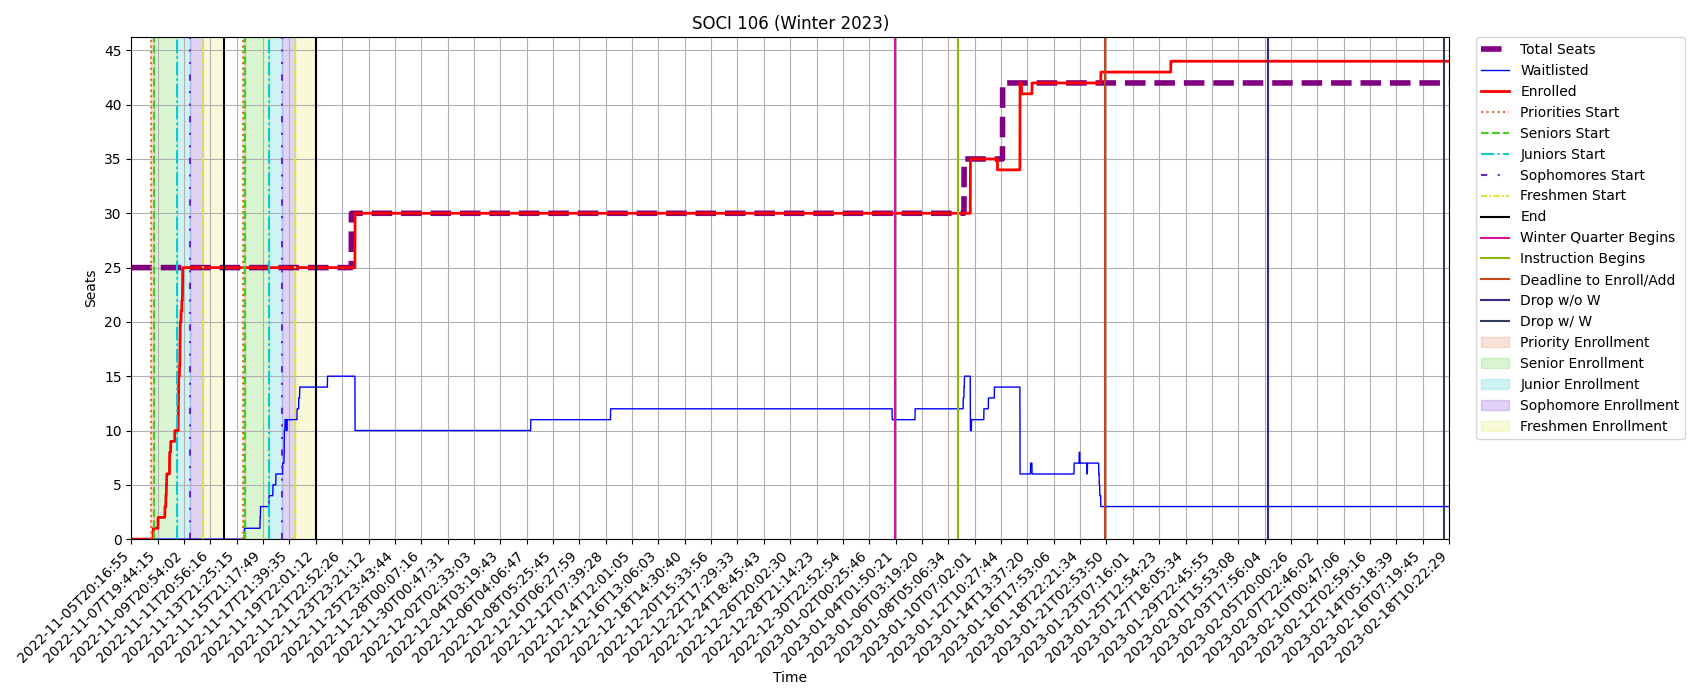 SOCI 106 (Winter 2023)
Seats
45
40
35
30
25
20
15
10
5
0
2022-11-05T20:16:55
2022-11-07T19:44:15
2022-11-09T20:54:02
2022-11-11T20:56:16
2022-11-13T21:25:15
2022-11-15T21:17:49
2022-11-17T21:39:35
2022-11-19T22:01:12
2022-11-21T22:52:26
2022-11-23T23:21:12
2022-11-25T23:43:44
2022-11-28T00:07:16
2022-11-30T00:47:31
2022-12-02T02:33:03
2022-12-04T03:19:45
2022-12-06T04:06:47
2022-12-08T05:25:45
2022-12-10T06:27:59
2022-12-12T07:39:28
2022-12-14T12:01:05
2022-12-16T13:06:03
2022-12-18T14:30:40
2022-12-20T15:33:56
2022-12-22T17:29:33
2022-12-24T18:45:43
2022-12-26T20:02:30
2022-12-28T21:14:23
2022-12-30T22:52:54
2023-01-02T00:25:46
2023-01-04T01:50:21
2023-01-06T03:19:20
2023-01-08T05:06:34
2023-01-10T07:02:01
2023-01-12T10:27:44
2023-01-14T13:37:20
2023-01-16T17:53:06
2023-01-18T22:21:34
2023-01-21T02:53:50
2023-01-23T07:16:01
2023-01-25T12:54:23
2023-01-27T18:05:34
2023-01-29T22:45:55
2023-02-01T15:53:08
2023-02-03T17:56:04
2023-02-05T20:00:26
2023-02-07T22:46:02
2023-02-10T00:47:06
2023-02-12T02:59:16
2023-02-14T05:18:39
2023-02-16T07:19:45
2023-02-18T10:22:29
Time
Total Seats
Waitlisted
Enrolled
Priorities Start
Seniors Start
Juniors Start
Sophomores Start
Freshmen Start
End
Winter Quarter Begins
Instruction Begins
Deadline to Enroll/Add
Drop w/o W
Drop w/ W
Priority Enrollment
Senior Enrollment
Junior Enrollment
Sophomore Enrollment
Freshmen Enrollment